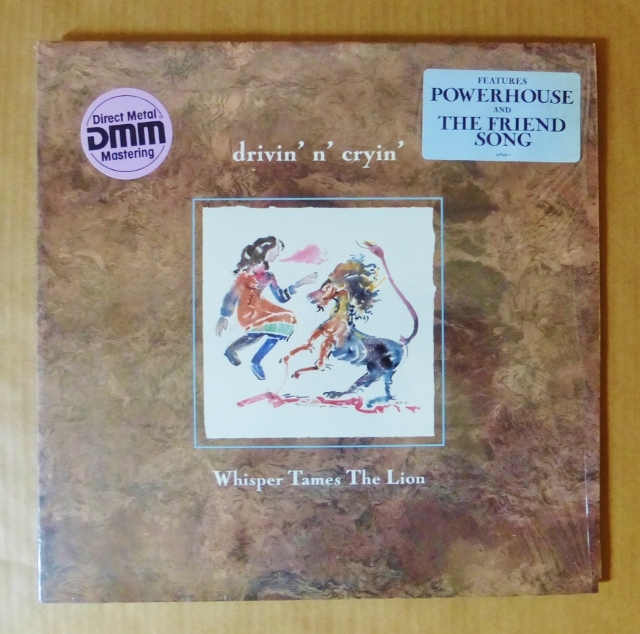 Direct Metal
DMM
Mastering
FEATURES
POWERHOUSE
AND
THE FRIEND
SONG
drivin' n' cryin'
Whisper Tames The Lion